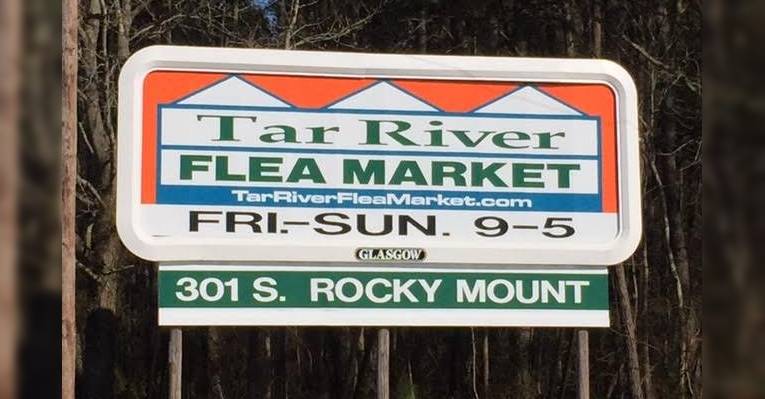 Tar River
FLEA MARKET
TarRiverFleaMarket.com
FRI.-SUN. 9-5
GLASGOW
301 S. ROCKY MOUNT